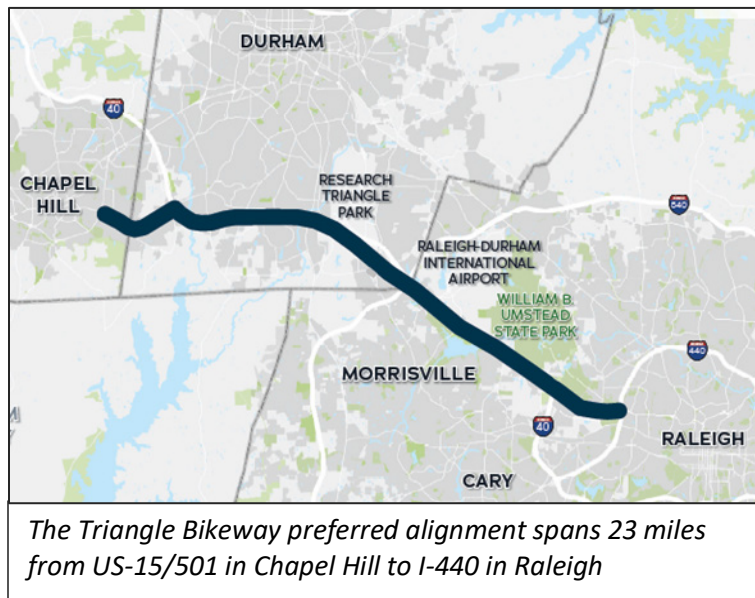 DURHAM
40
CHAPEL
HILL
RESEARCH
TRIANGLE
PARK
540
RALEIGH-DURHAM
INTERNATIONAL
AIRPORT
WILLIAM B.
UMSTEAD
STATE PARK
440
MORRISVILLE
40
RALEIGH
CARY
The Triangle Bikeway preferred alignment spans 23 miles
from US-15/501 in Chapel Hill to I-440 in Raleigh